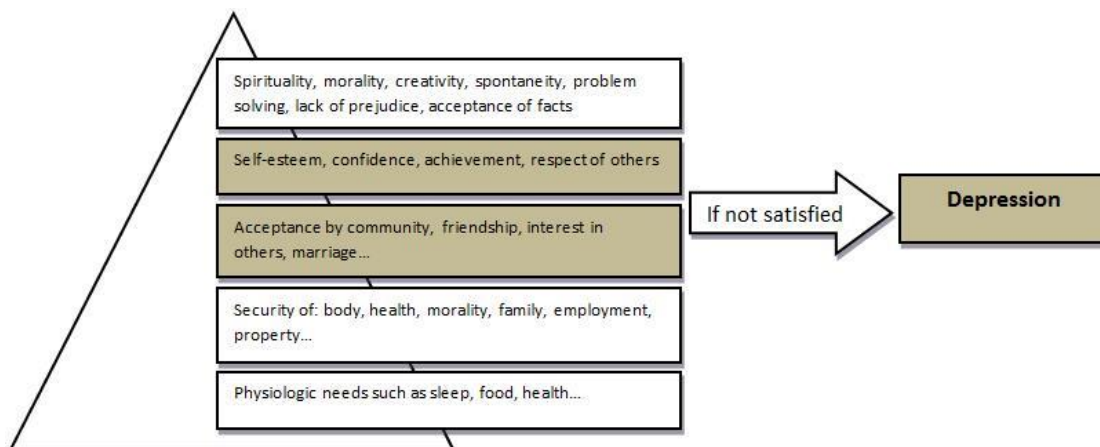 Spirituality, morality, creativity, spontaneity, problem
solving, lack of prejudice, acceptance of facts
Self-esteem, confidence, achievement, respect of others
Acceptance by community, friendship, interest in
others, marriage...
If not satisfied
Depression
Security of: body, health, morality, family, employment,
property...
Physiologic needs such as sleep, food, health...